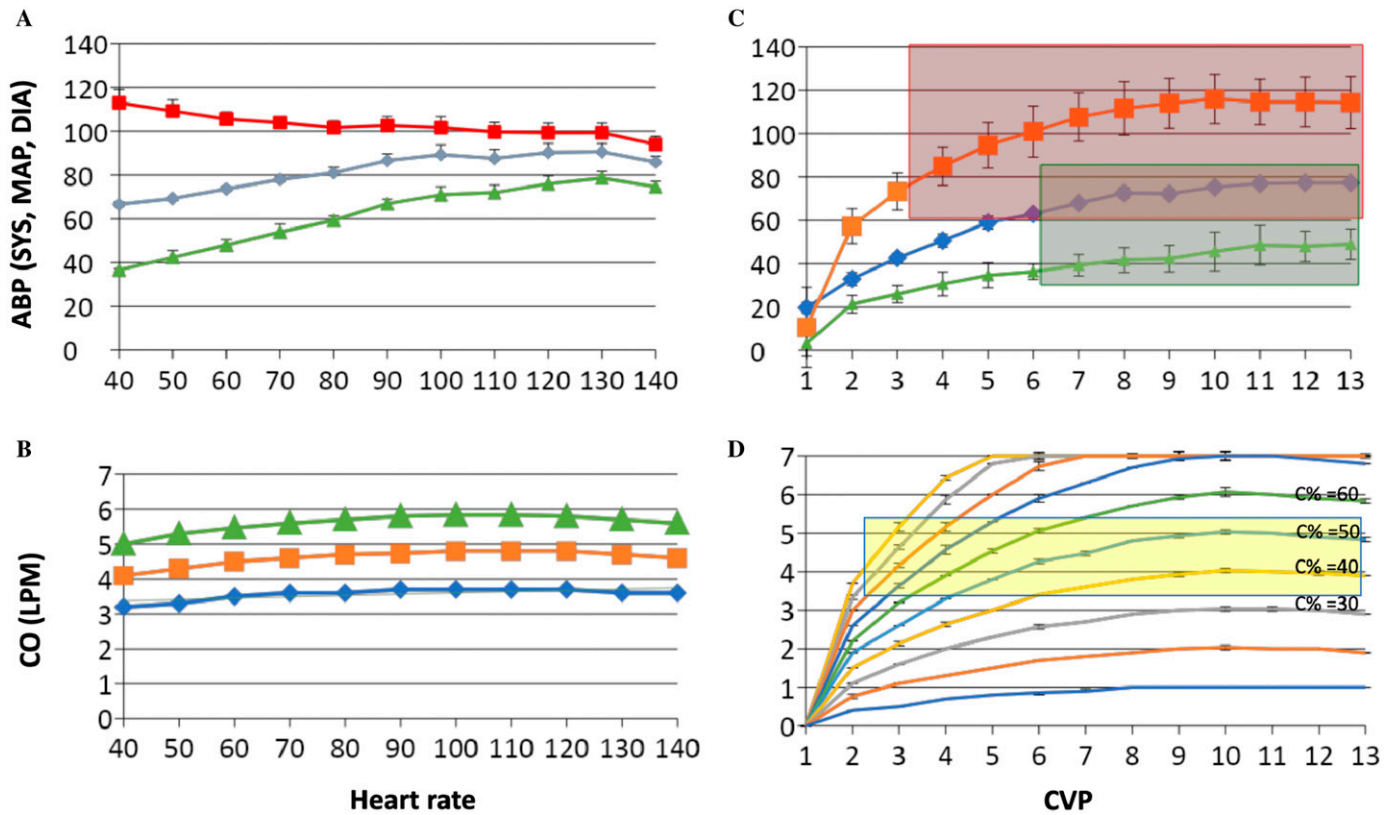 A
140
120
100
80
60
40
20
0
40 50 60 70 80 90 100 110 120 130 140
ABP (SYS, MAP, DIA)
C
140
120
100
80
60
40
20
0
1 2 3 4 5 6 7 8 9 10 11 12 13
B
7
6
5
4
3
2
1
0
40 50 60 70 80 90 100 110 120 130 140
CO (LPM)
Heart rate
D
7
6
5
4
3
2
1
0
C% =60
C% =50
C% =40
C% =30
1 2 3 4 5 6 7 8 9 10 11 12 13
CVP